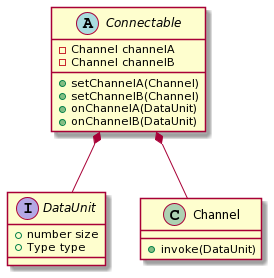 A Connectable
Channel channelA
Channel channelB
setChannelA(Channel)
setChannelB(Channel)
onChannelA(DataUnit)
onChannelB(DataUnit)
I DataUnit
number size
Type type
C Channel
invoke(DataUnit)